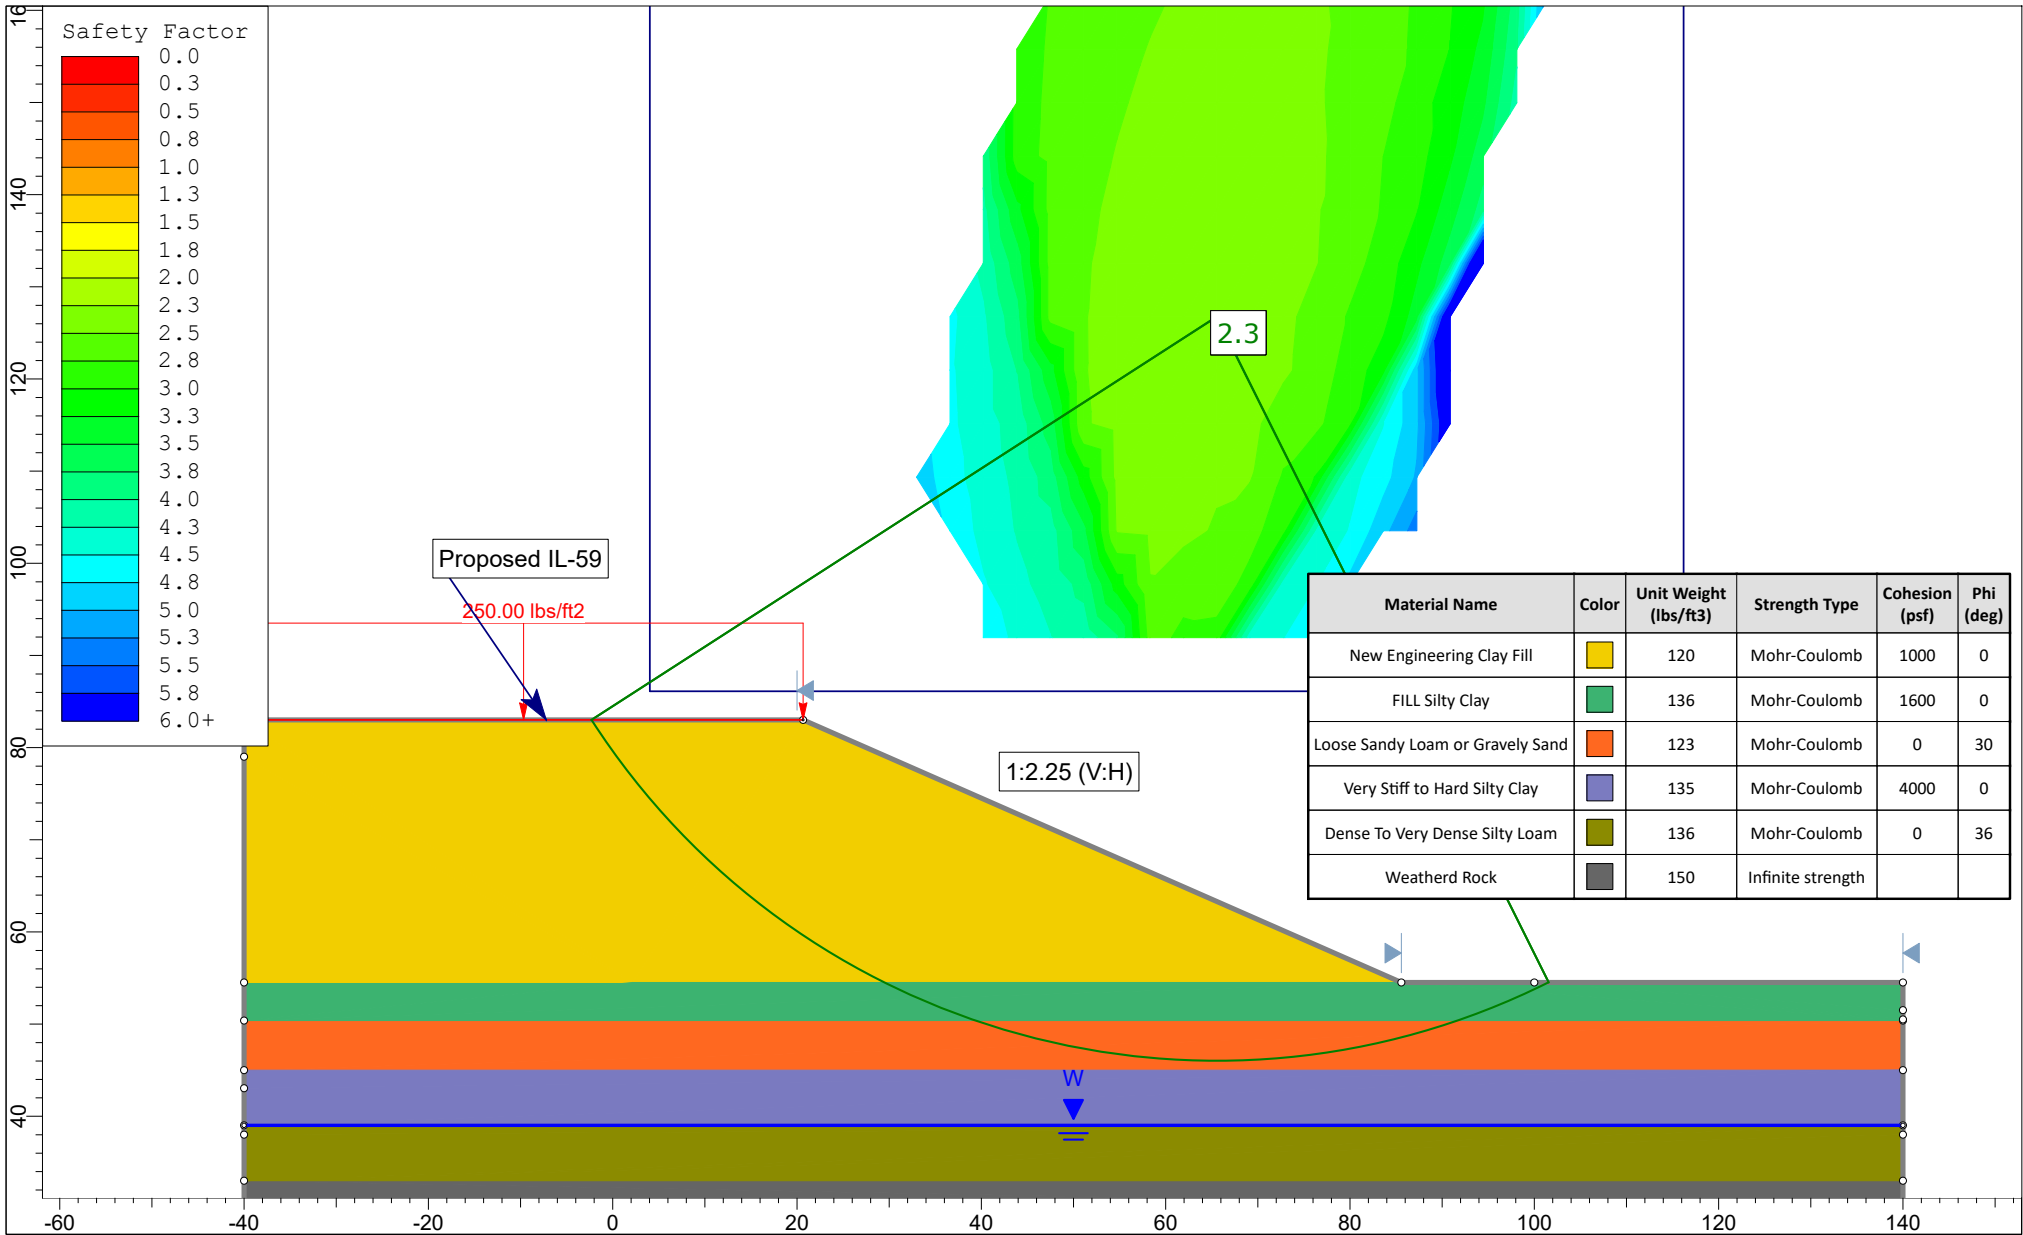 Safety Factor
0.0
0.3
0.5
0.8
1.0
1.3
1.5
1.8
2.0
2.3
2.5
2.8
3.0
3.3
3.5
3.8
4.0
4.3
4.5
4.8
5.0
5.3
5.5
5.8
6.0+
16
140
120
100
80
60
40
2.3
Proposed IL-59
250.00 lbs/ft2
1:2.25 (V:H)
Material Name Color Unit Weight (lbs/ft3) Strength Type Cohesion (psf) Phi (deg)
New Engineering Clay Fill 120 Mohr-Coulomb 1000 0
FILL Silty Clay 136 Mohr-Coulomb 1600 0
Loose Sandy Loam or Gravely Sand 123 Mohr-Coulomb 0 30
Very Stiff to Hard Silty Clay 135 Mohr-Coulomb 4000 0
Dense To Very Dense Silty Loam 136 Mohr-Coulomb 0 36
Weatherd Rock 150 Infinite strength
W
-60 -40 -20 0 20 40 60 80 100 120 140